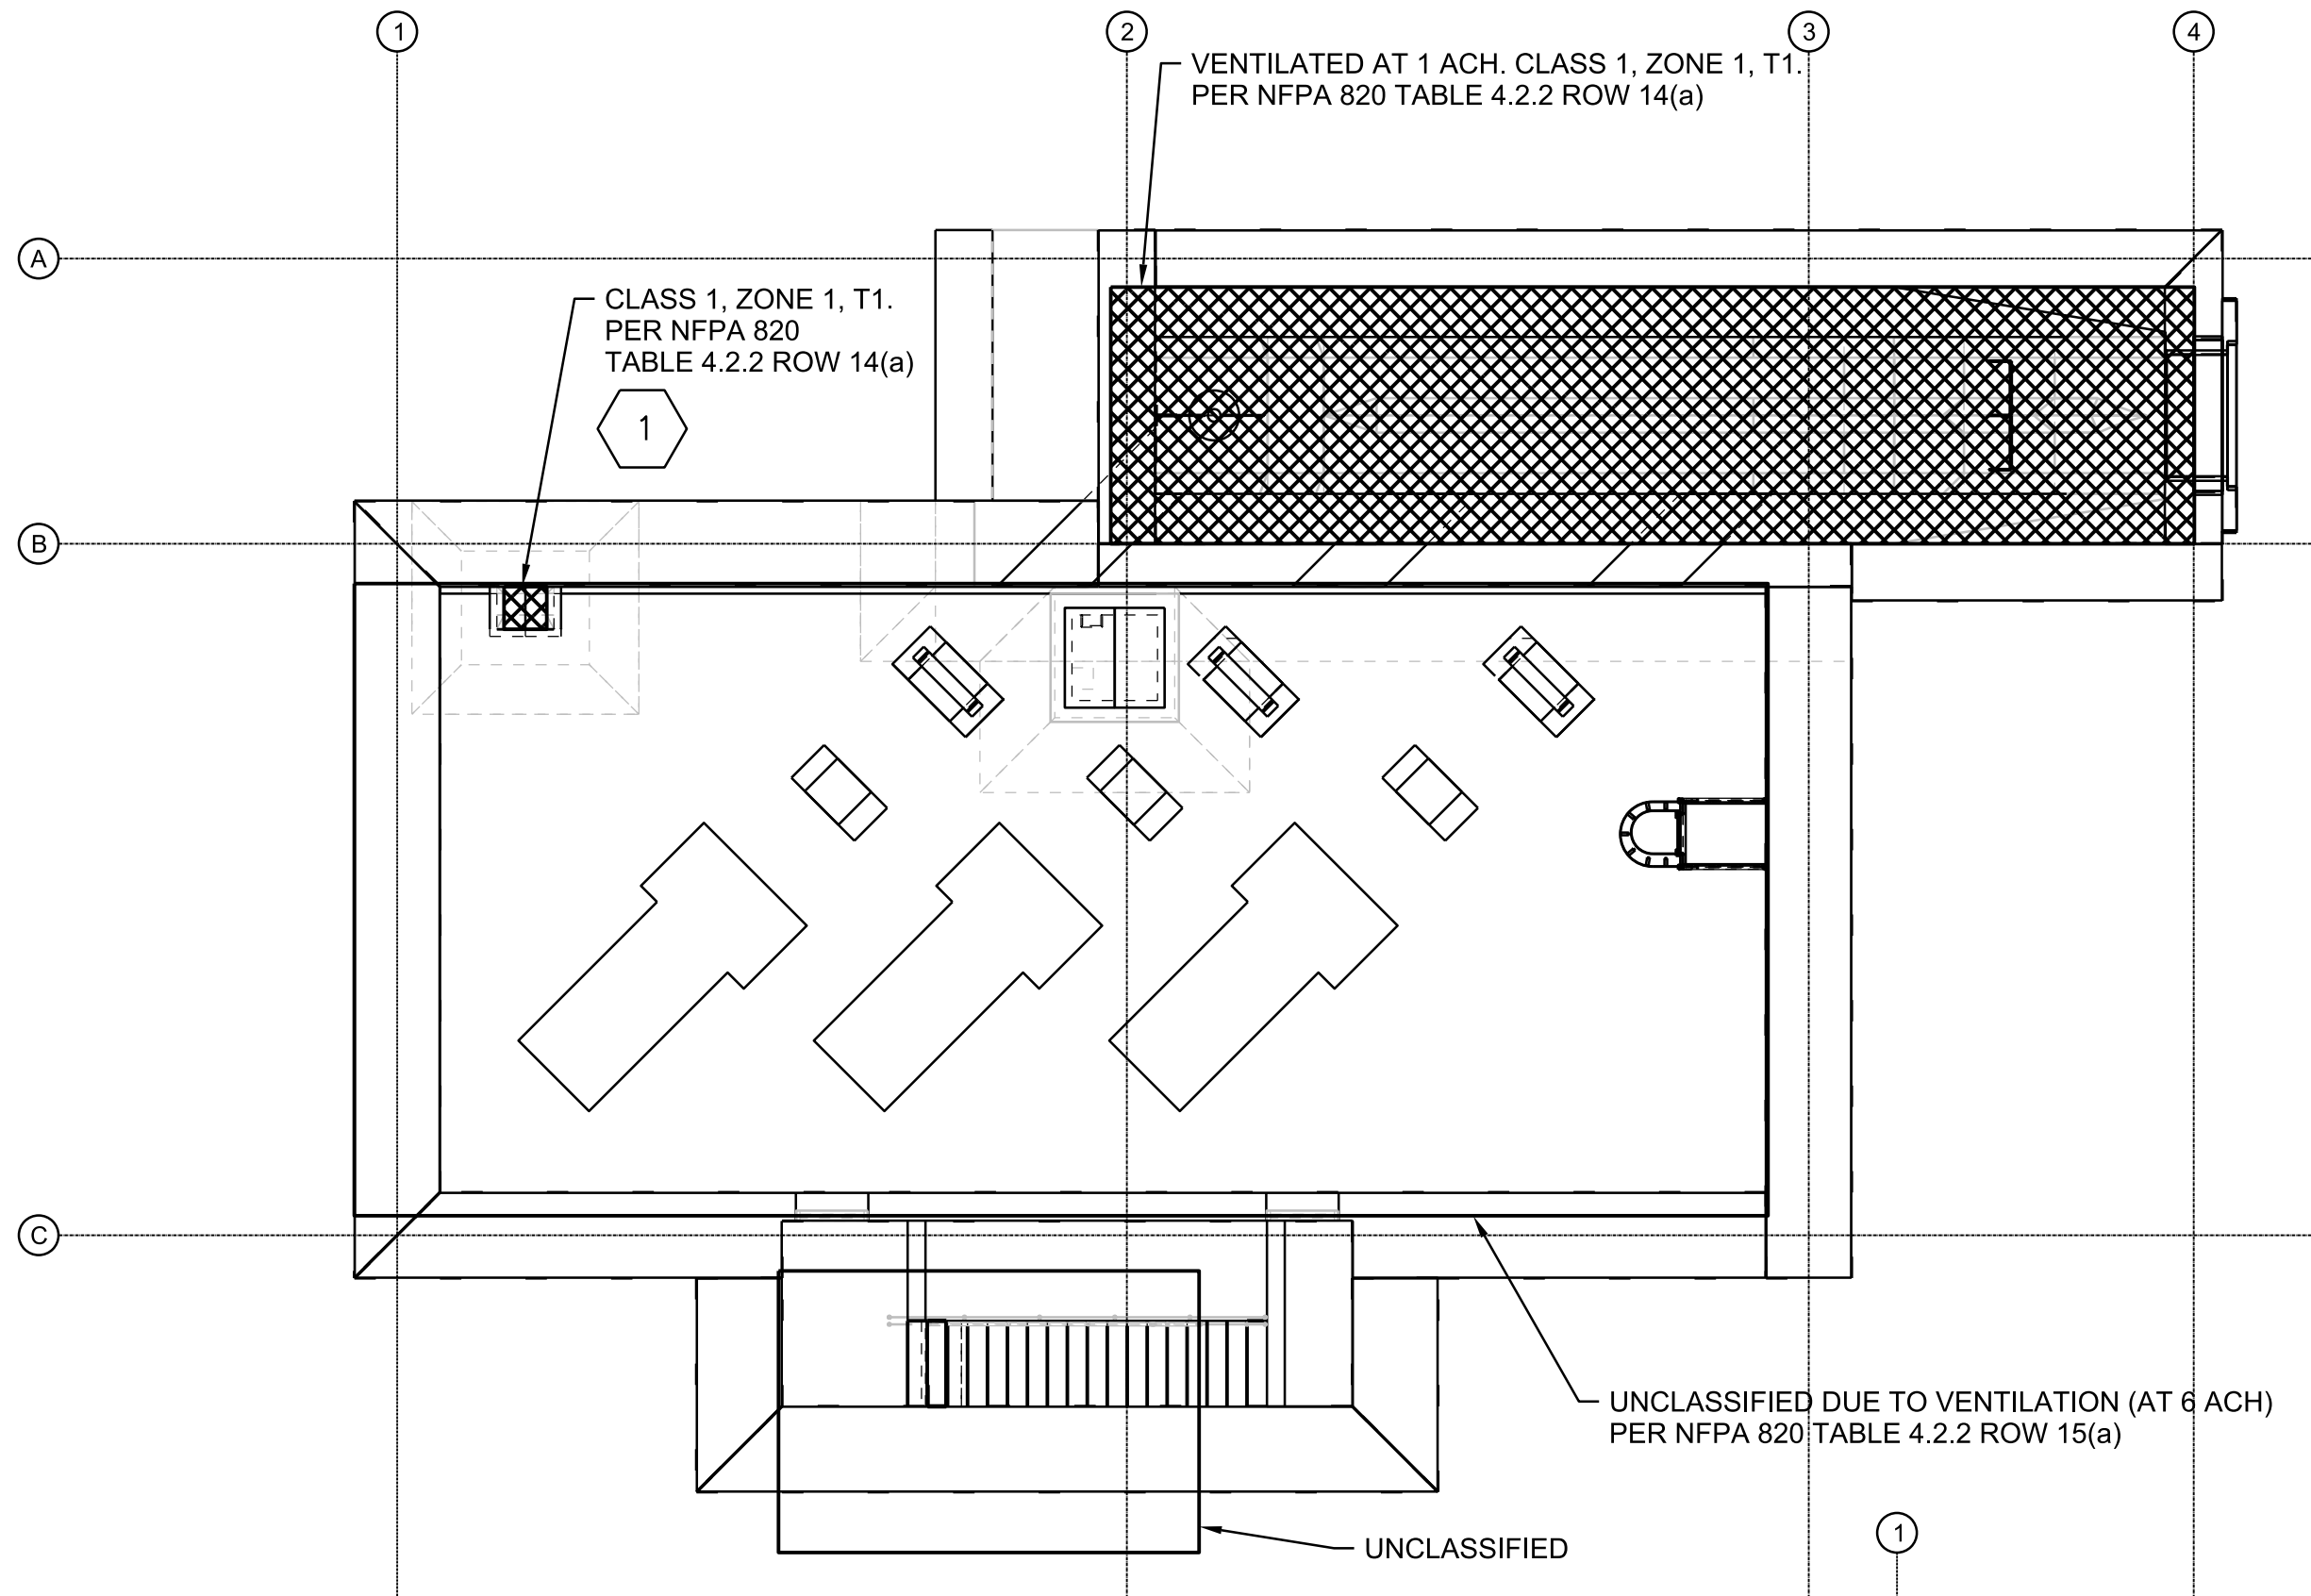 1
2
3
4
VENTILATED AT 1 ACH. CLASS 1, ZONE 1, T1.
PER NFPA 820 TABLE 4.2.2 ROW 14(a)
A
CLASS 1, ZONE 1, T1.
PER NFPA 820
TABLE 4.2.2 ROW 14(a)
1
B
C
UNCLASSIFIED DUE TO VENTILATION (AT 6 ACH)
PER NFPA 820 TABLE 4.2.2 ROW 15(a)
1
UNCLASSIFIED